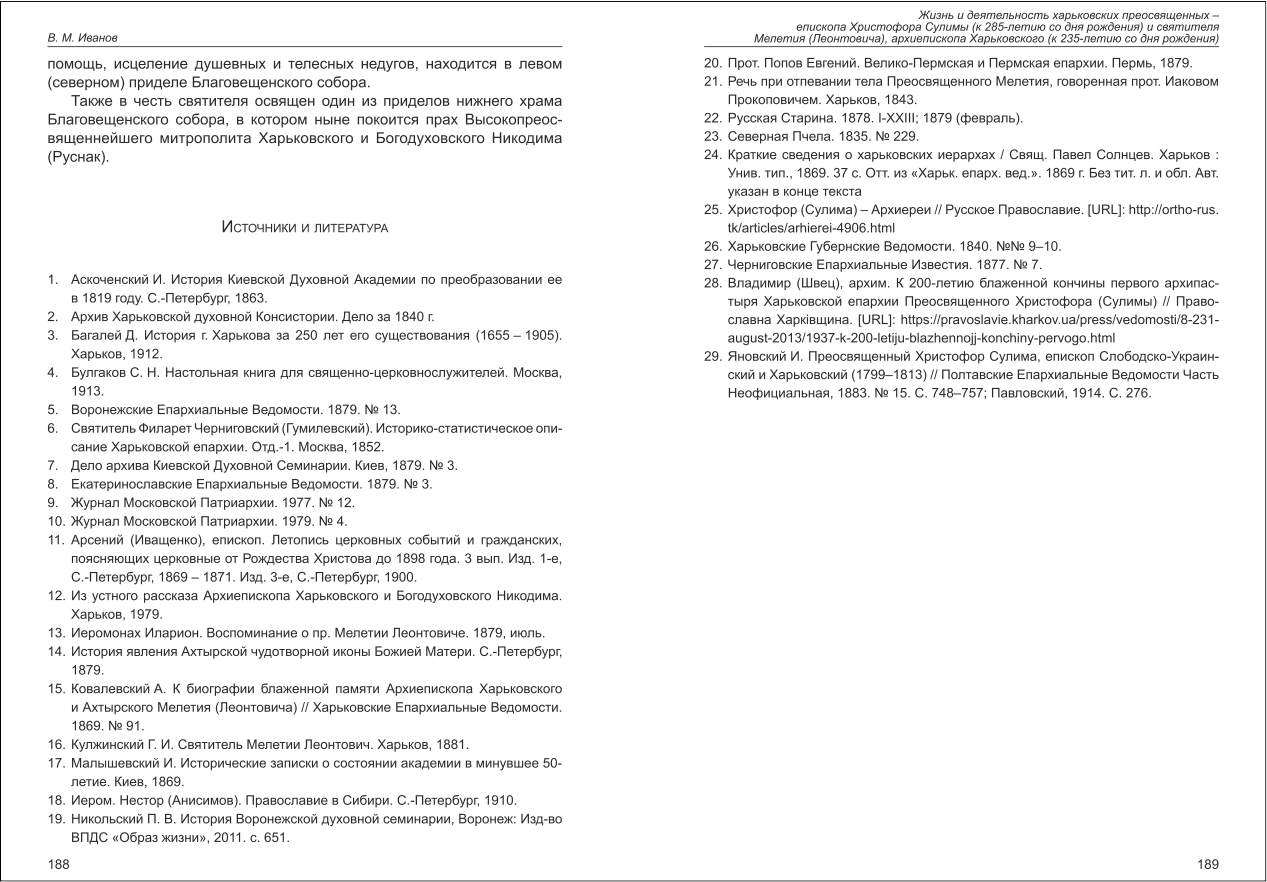 В. М. Иванов
помощь, исцеление душевных и телесных недугов, находится в левом
(северном) приделе Благовещенского собора.
Также в честь святителя освящен один из приделов нижнего храма
Благовещенского собора, в котором ныне покоится прах Высокопреос-
вященнейшего митрополита Харьковского и Богодуховского Никодима
(Руснак).
Источники и литература
1. Аскоченский И. История Киевской Духовной Академии по преобразовании ее
в 1819 году. С.-Петербург, 1863.
2. Архив Харьковской духовной Консистории. Дело за 1840 г.
3. Багалей Д. История г. Харькова за 250 лет его существования (1655 – 1905).
Харьков, 1912.
4. Булгаков С. Н. Настольная книга для священно-церковнослужителей. Москва,
1913.
5. Воронежские Епархиальные Ведомости. 1879. № 13.
6. Святитель Филарет Черниговский (Гумилевский). Историко-статистическое опи-
сание Харьковской епархии. Отд.-1. Москва, 1852.
7. Дело архива Киевской Духовной Семинарии. Киев, 1879. № 3.
8. Екатеринославские Епархиальные Ведомости. 1879. № 3.
9. Журнал Московской Патриархии. 1977. № 12.
10. Журнал Московской Патриархии. 1979. № 4.
11. Арсений (Иващенко), епископ. Летопись церковных событий и гражданских,
поясняющих церковные от Рождества Христова до 1898 года. 3 вып. Изд. 1-е,
С.-Петербург, 1869 – 1871. Изд. 3-е, С.-Петербург, 1900.
12. Из устного рассказа Архиепископа Харьковского и Богодуховского Никодима.
Харьков, 1979.
13. Иеромонах Иларион. Воспоминание о пр. Мелетии Леонтовиче. 1879, июль.
14. История явления Ахтырской чудотворной иконы Божией Матери. С.-Петербург,
1879.
15. Ковалевский А. К биографии блаженной памяти Архиепископа Харьковского
и Ахтырского Мелетия (Леонтовича) // Харьковские Епархиальные Ведомости.
1869. № 91.
16. Кулжинский Г. И. Святитель Мелетии Леонтович. Харьков, 1881.
17. Малышевский И. Исторические записки о состоянии академии в минувшее 50-
летие. Киев, 1869.
18. Иером. Нестор (Анисимов). Православие в Сибири. С.-Петербург, 1910.
19. Никольский П. В. История Воронежской духовной семинарии, Воронеж: Изд-во
ВПДС «Образ жизни», 2011. с. 651.
188
Жизнь и деятельность харьковских преосвященных –
епископа Христофора Сулимы (к 285-летию со дня рождения) и святителя
Мелетия (Леонтовича), архиепископа Харьковского (к 235-летию со дня рождения)
20. Прот. Попов Евгений. Велико-Пермская и Пермская епархии. Пермь, 1879.
21. Речь при отпевании тела Преосвященного Мелетия, говоренная прот. Иаковом
Прокоповичем. Харьков, 1843.
22. Русская Старина. 1878. I-XXIII; 1879 (февраль).
23. Северная Пчела. 1835. № 229.
24. Краткие сведения о харьковских иерархах / Свящ. Павел Солнцев. Харьков :
Унив. тип., 1869. 37 с. Отт. из «Харьк. епарх. вед.». 1869 г. Без тит. л. и обл. Авт.
указан в конце текста
25. Христофор (Сулима) – Архиереи // Русское Православие. [URL]: http://ortho-rus.
tk/articles/arhierei-4906.html
26. Харьковские Губернские Ведомости. 1840. №№ 9–10.
27. Черниговские Епархиальные Известия. 1877. № 7.
28. Владимир (Швец), архим. К 200-летию блаженной кончины первого архипас-
тыря Харьковской епархии Преосвященного Христофора (Сулимы) // Право-
славна Харківщина. [URL]: https://pravoslavie.kharkov.ua/press/vedomosti/8-231-
august-2013/1937-k-200-letiju-blazhennojj-konchiny-pervogo.html
29. Яновский И. Преосвященный Христофор Сулима, епископ Слободско-Украин-
ский и Харьковский (1799–1813) // Полтавские Епархиальные Ведомости Часть
Неофициальная, 1883. № 15. С. 748–757; Павловский, 1914. С. 276.
189